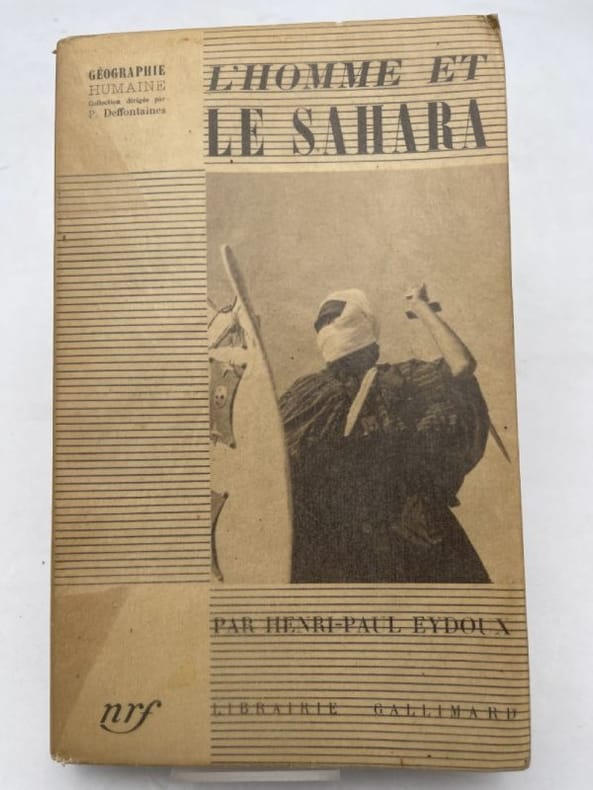 GÉOGRAPHIE
HUMAINE
Collection dirigée par
P. Deffontaines
L'HOMME ET
LE SAHARA
PAR HENRI-PAUL EYDOUX
nrf
LIBRAIRIE GALLIMARD